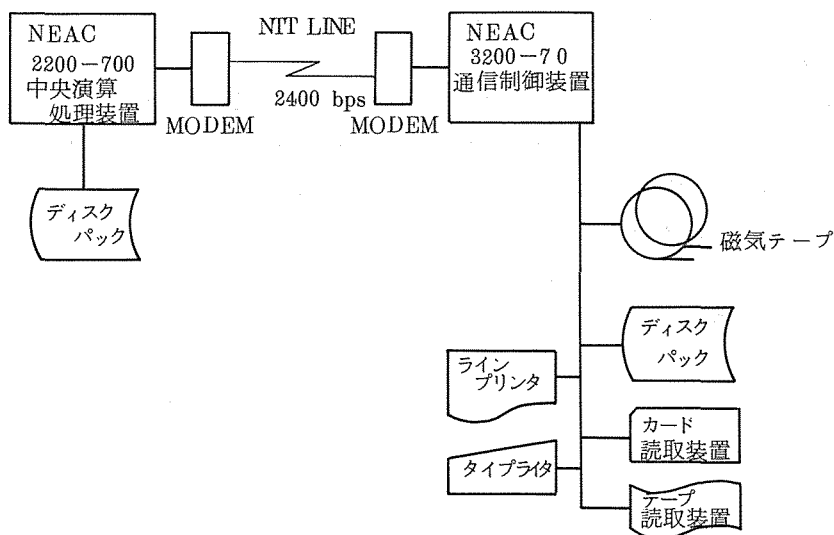 NEAC
2200-700
中央演算
処理装置
MODEM
NTT LINE
2400 bps
MODEM
NEAC
3200-70
通信制御装置
ディスク
パック
磁気テープ
ディスク
パック
ライン
プリンタ
カード
読取装置
タイプライタ
テープ
読取装置